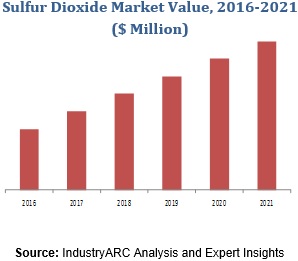 Sulfur Dioxide Market Value, 2016-2021
($ Million)
2016 2017 2018 2019 2020 2021
Source: IndustryARC Analysis and Expert Insights